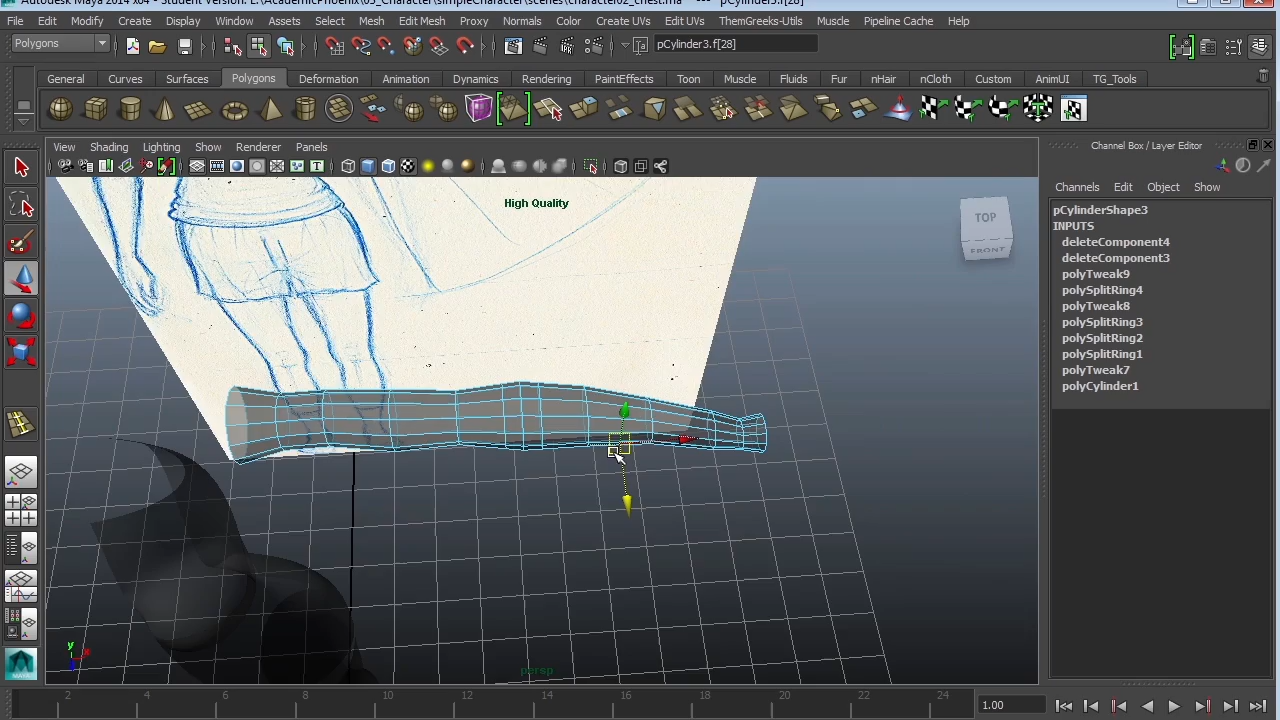 Autodesk Maya 2014 x64 - Student Version: E:\AcademicPhoenix\05_Character\simpleCharacter\scenes\character02_chest.ma* --- pCylinder3.f[28]
Edit Modify Create Display Window Assets Select Mesh Edit Mesh Proxy Normals Color Create UVs Edit UVs ThemGreeks-Utils Muscle Pipeline Cache Help
Polygons pCylinder3.f[28]
General Curves Surfaces Polygons Deformation Animation Dynamics Rendering PaintEffects Toon Muscle Fluids Fur nHair nCloth Custom AnimUI TG_Tools
View Shading Lighting Show Renderer Panels
Channel Box / Layer Editor
Channels Edit Object Show
High Quality
TOP
FRONT
pCylinderShape3
INPUTS
deleteComponent4
deleteComponent3
polyTweak9
polySplitRing4
polyTweak8
polySplitRing3
polySplitRing2
polySplitRing1
polyTweak7
polyCylinder1
y
x
persp
2 4 6 8 10 12 14 16 18 20 22 24
1.00